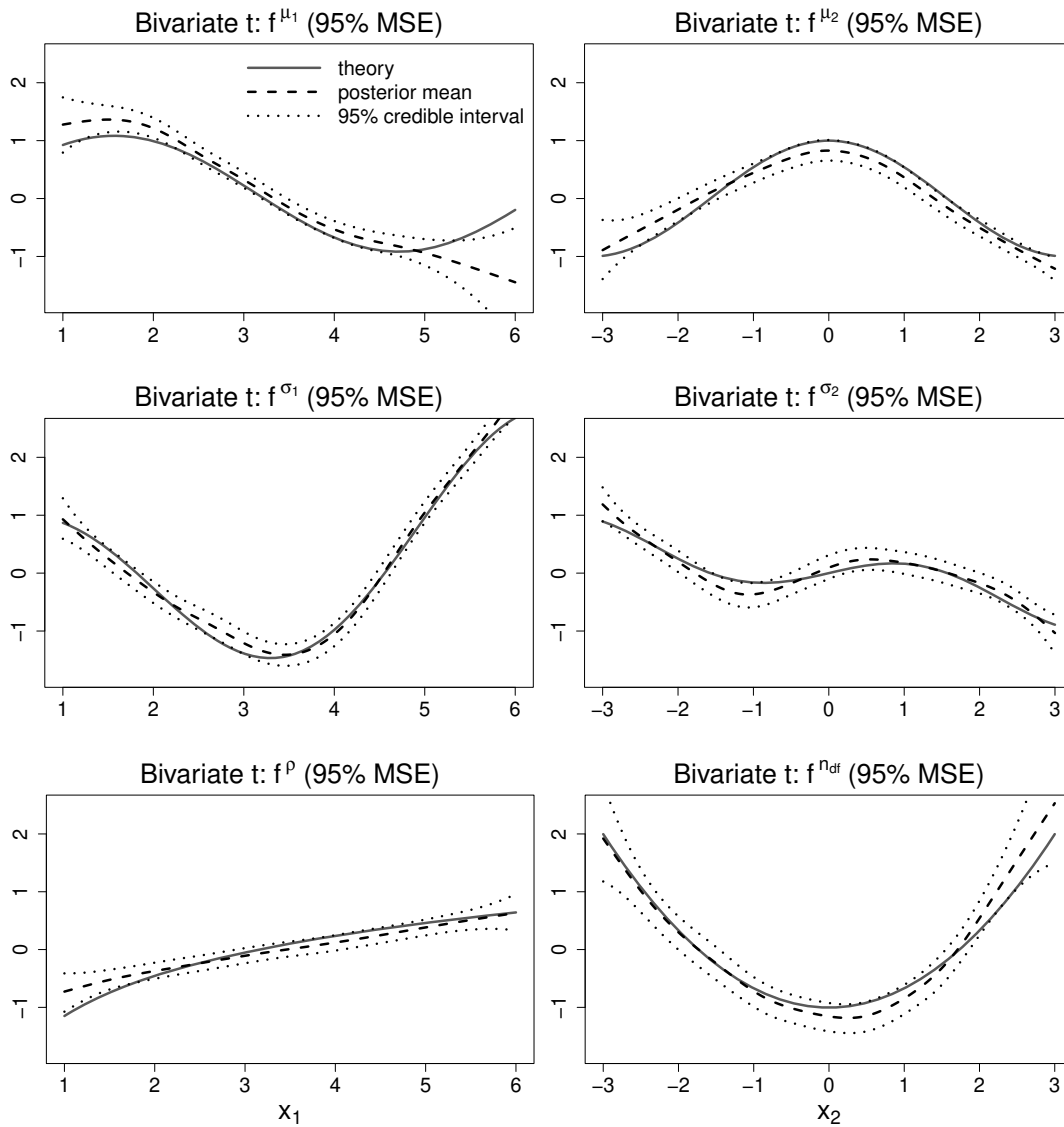 Bivariate t: f^μ₁ (95% MSE)
Bivariate t: f^μ₂ (95% MSE)
2
1
0
−1
theory
posterior mean
95% credible interval
1 2 3 4 5 6
2
1
0
−1
−3 −2 −1 0 1 2 3
Bivariate t: f^σ₁ (95% MSE)
Bivariate t: f^σ₂ (95% MSE)
2
1
0
−1
1 2 3 4 5 6
2
1
0
−1
−3 −2 −1 0 1 2 3
Bivariate t: f^ρ (95% MSE)
Bivariate t: f^n_df (95% MSE)
2
1
0
−1
1 2 3 4 5 6
x₁
2
1
0
−1
−3 −2 −1 0 1 2 3
x₂